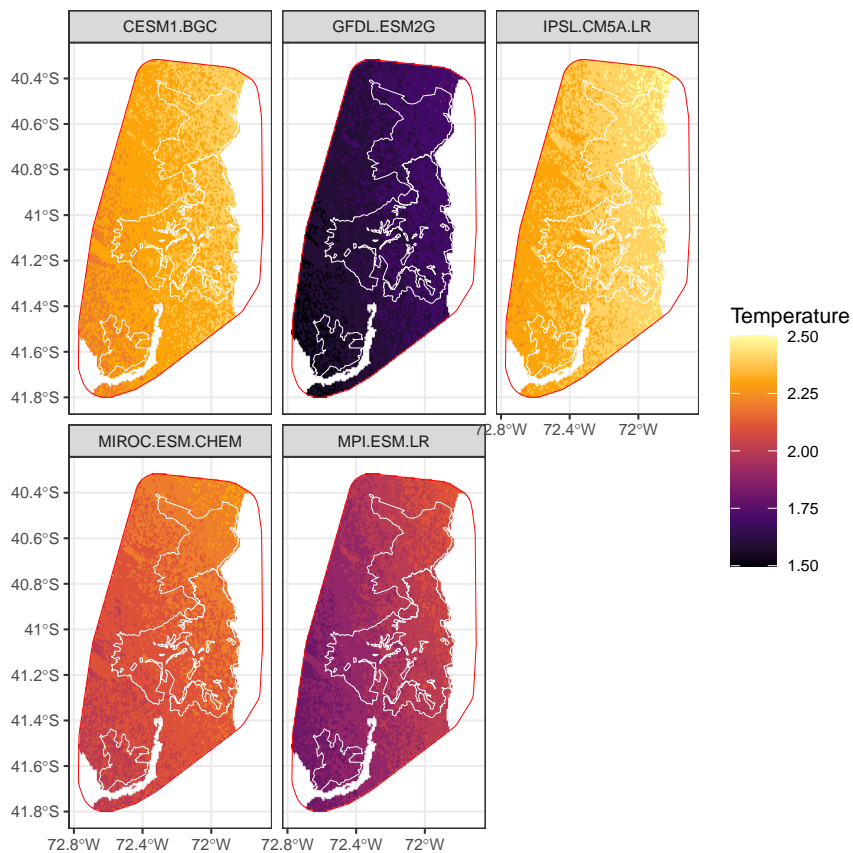 CESM1.BGC
GFDL.ESM2G
IPSL.CM5A.LR
40.4°S
40.6°S
40.8°S
41°S
41.2°S
41.4°S
41.6°S
41.8°S
72.8°W 72.4°W 72°W
Temperature
2.50
2.25
2.00
1.75
1.50
MIROC.ESM.CHEM
MPI.ESM.LR
40.4°S
40.6°S
40.8°S
41°S
41.2°S
41.4°S
41.6°S
41.8°S
72.8°W 72.4°W 72°W
72.8°W 72.4°W 72°W